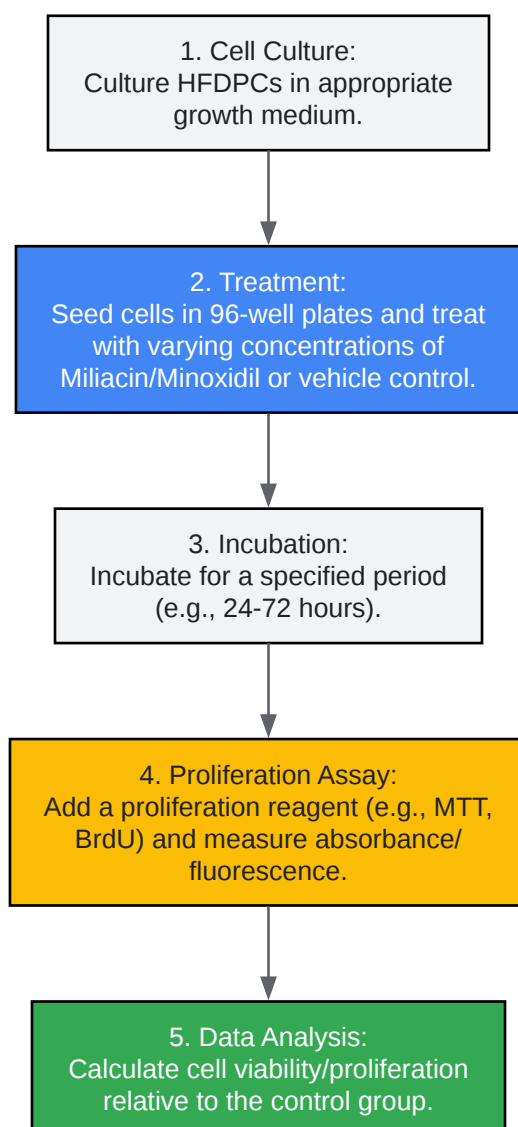 1. Cell Culture:
Culture HFDPCs in appropriate
growth medium.
2. Treatment:
Seed cells in 96-well plates and treat
with varying concentrations of
Miliacin/Minoxidil or vehicle control.
3. Incubation:
Incubate for a specified period
(e.g., 24-72 hours).
4. Proliferation Assay:
Add a proliferation reagent (e.g., MTT,
BrdU) and measure absorbance/
fluorescence.
5. Data Analysis:
Calculate cell viability/proliferation
relative to the control group.